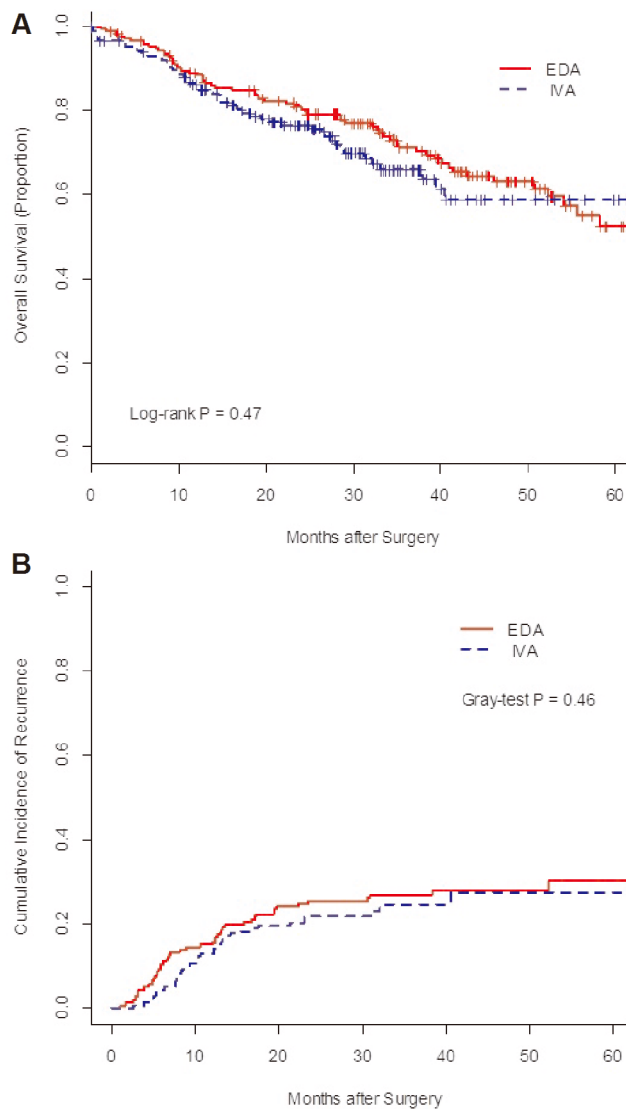 A
Overall Survival (Proportion)
1.0
0.8
0.6
0.4
0.2
0.0
EDA
IVA
Log-rank P = 0.47
0 10 20 30 40 50 60
Months after Surgery
B
Cumulative Incidence of Recurrence
1.0
0.8
0.6
0.4
0.2
0.0
EDA
IVA
Gray-test P = 0.46
0 10 20 30 40 50 60
Months after Surgery